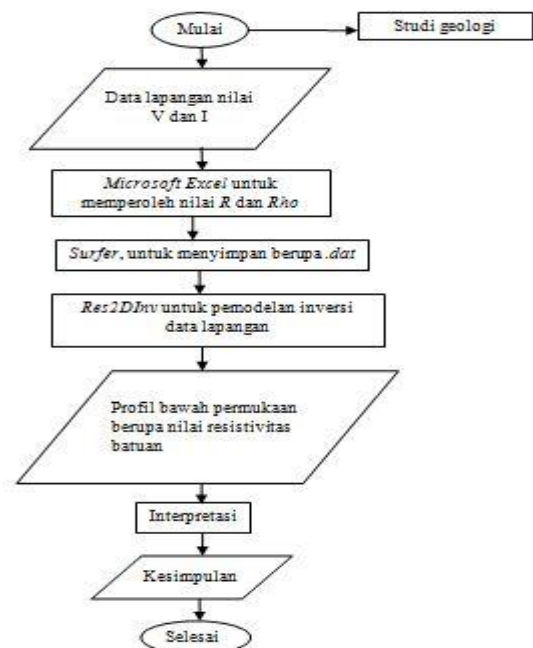 Mulai
Studi geologi
Data lapangan nilai
V dan I
Microsoft Excel untuk
memperoleh nilai R dan Rho
Surfer, untuk menyimpan berupa .dat
Res2DInv untuk pemodelan inversi
data lapangan
Profil bawah permukaan
berupa nilai resistivitas
batuan
Interpretasi
Kesimpulan
Selesai